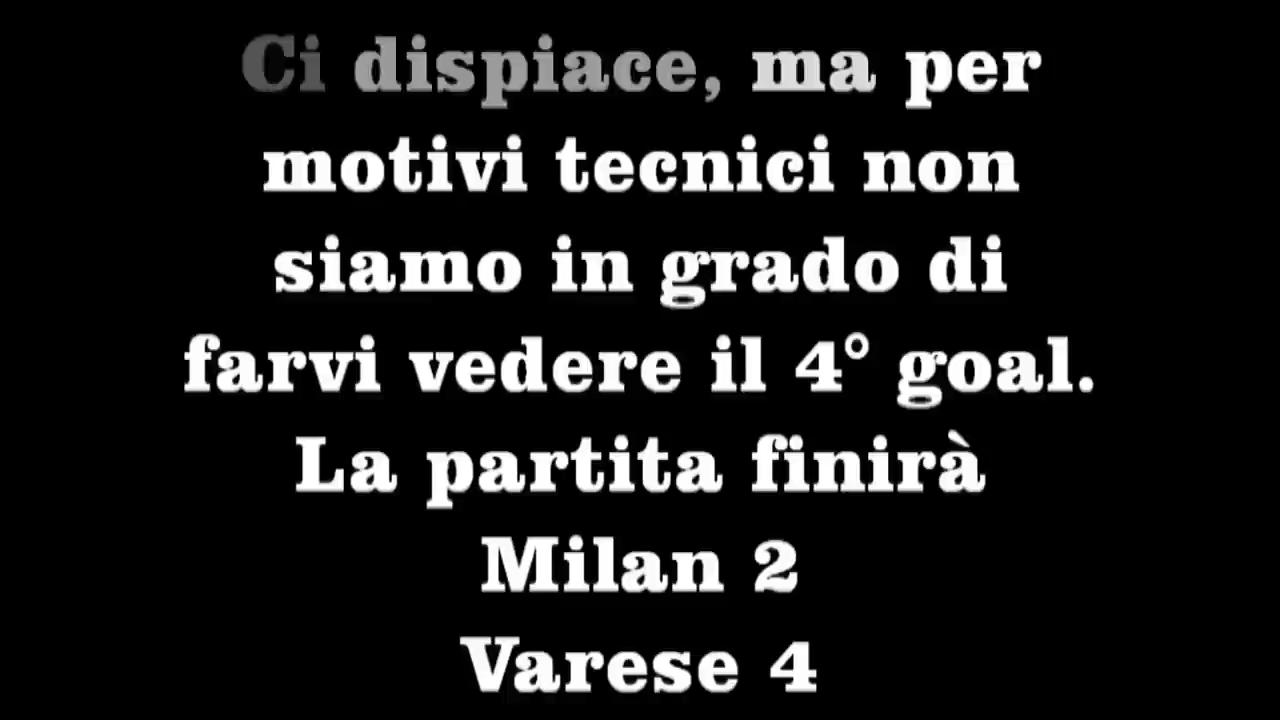 Ci dispiace, ma per
motivi tecnici non
siamo in grado di
farvi vedere il 4° goal.
La partita finirà
Milan 2
Varese 4